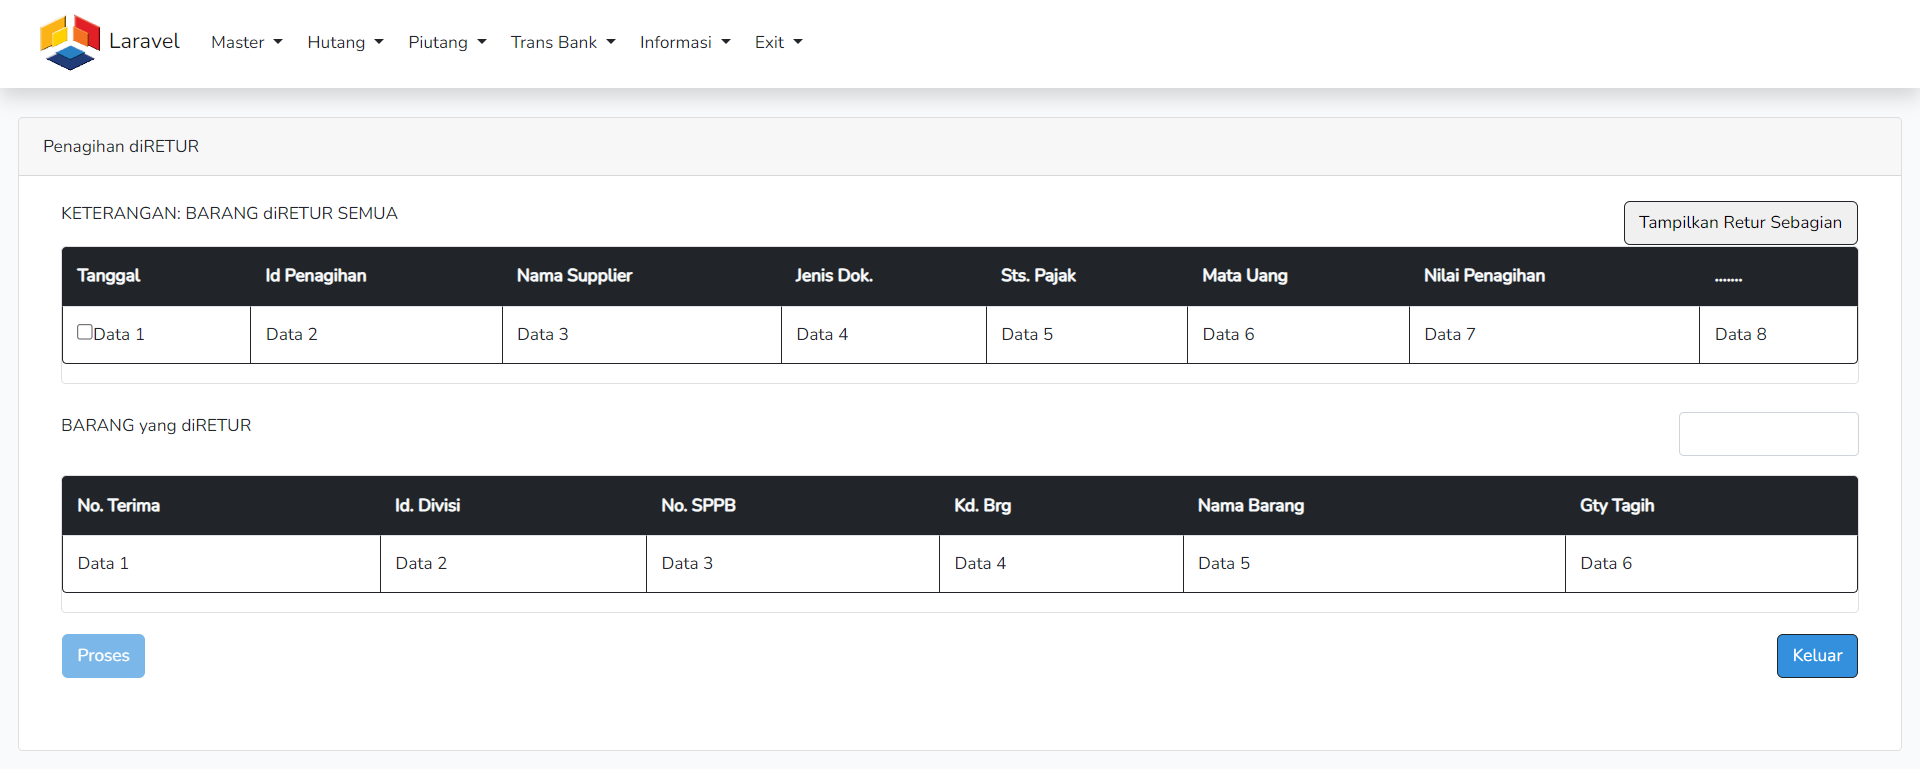 Laravel Master Hutang Piutang Trans Bank Informasi Exit
Penagihan diRETUR
KETERANGAN: BARANG diRETUR SEMUA
Tampilkan Retur Sebagian
Tanggal Id Penagihan Nama Supplier Jenis Dok. Sts. Pajak Mata Uang Nilai Penagihan .......
Data 1 Data 2 Data 3 Data 4 Data 5 Data 6 Data 7 Data 8
BARANG yang diRETUR
No. Terima Id. Divisi No. SPPB Kd. Brg Nama Barang Gty Tagih
Data 1 Data 2 Data 3 Data 4 Data 5 Data 6
Proses Keluar